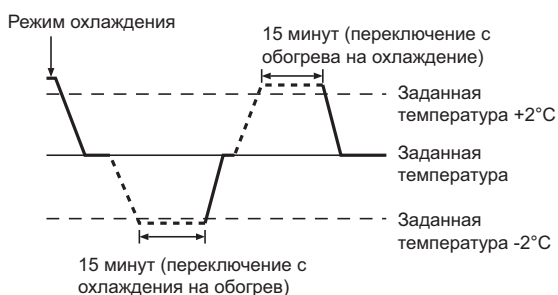 Режим охлаждения
15 минут (переключение с
обогрева на охлаждение)
Заданная
температура +2°C
Заданная
температура
Заданная
температура -2°C
15 минут (переключение с
охлаждения на обогрев)